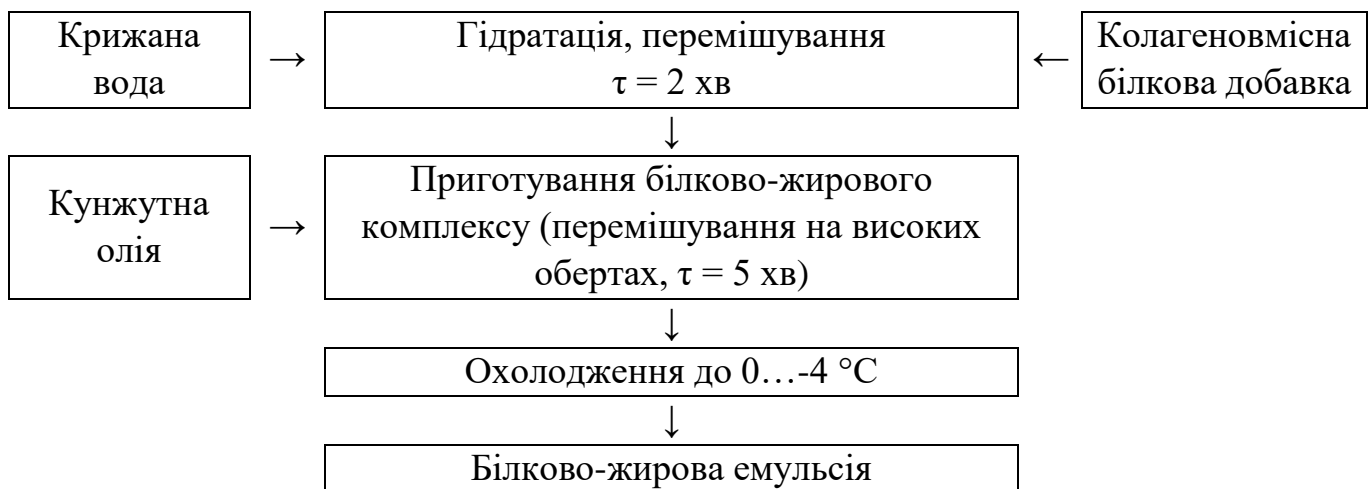 Крижана
вода
→
Гідратація, перемішування
τ = 2 хв
←
Колагеновмісна
білкова добавка
↓
Кунжутна
олія
→
Приготування білково-жирового
комплексу (перемішування на високих
обертах, τ = 5 хв)
↓
Охолодження до 0…-4 °С
↓
Білково-жирова емульсія